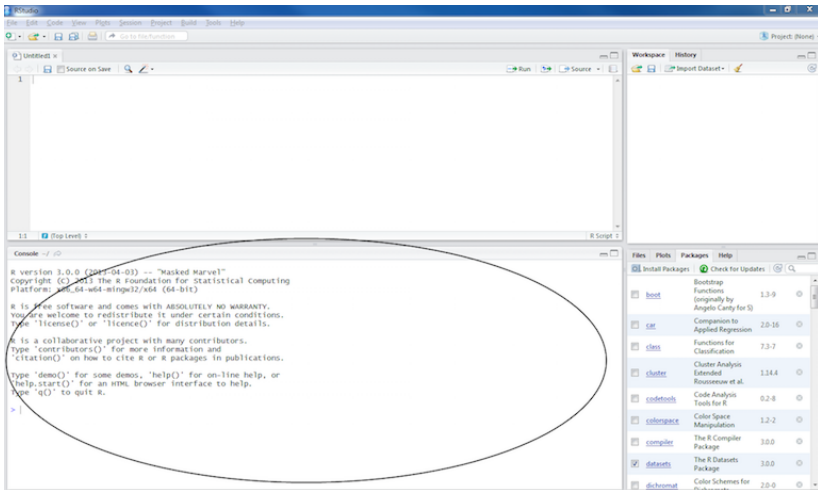 RStudio
File Edit Code View Plots Session Project Build Tools Help
Go to file/function
Project: (None)
Untitled1
Source on Save
Run
Source
1
1:1
(Top Level)
R Script
Console ~/
R version 3.0.0 (2013-04-03) -- "Masked Marvel"
Copyright (C) 2013 The R Foundation for Statistical Computing
Platform: x86_64-w64-mingw32/x64 (64-bit)
R is free software and comes with ABSOLUTELY NO WARRANTY.
You are welcome to redistribute it under certain conditions.
Type 'license()' or 'licence()' for distribution details.
R is a collaborative project with many contributors.
Type 'contributors()' for more information and
'citation()' on how to cite R or R packages in publications.
Type 'demo()' for some demos, 'help()' for on-line help, or
'help.start()' for an HTML browser interface to help.
Type 'q()' to quit R.
>
Workspace History
Import Dataset
Files Plots Packages Help
Install Packages Check for Updates
boot Bootstrap Functions (originally by Angelo Canty for S) 1.3-9
car Companion to Applied Regression 2.0-16
class Functions for Classification 7.3-7
cluster Cluster Analysis Extended Rousseeuw et al. 1.14.4
codetools Code Analysis Tools for R 0.2-8
colorspace Color Space Manipulation 1.2-2
compiler The R Compiler Package 3.0.0
datasets The R Datasets Package 3.0.0
dichromat Color Schemes for 2.0-0